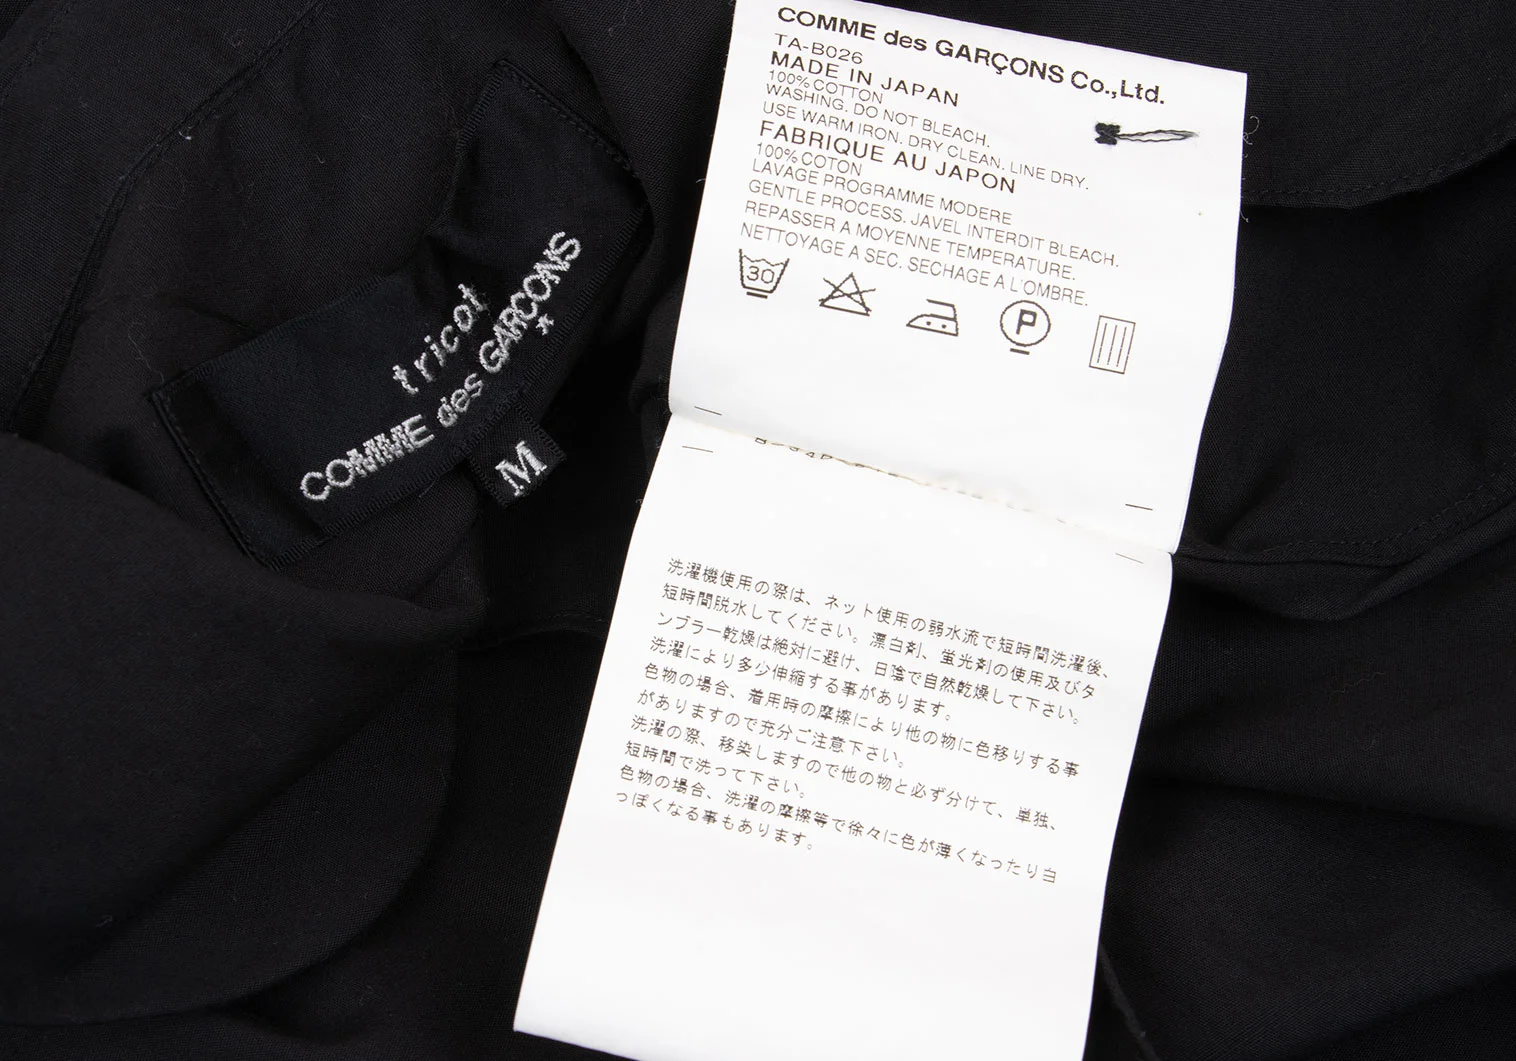 tricot
COMME des GARÇONS
M
COMME des GARÇONS Co.,Ltd.
TA-B026
MADE IN JAPAN
100% COTTON
WASHING. DO NOT BLEACH.
USE WARM IRON. DRY CLEAN. LINE DRY.
FABRIQUE AU JAPON
100% COTON
LAVAGE PROGRAMME MODERE
GENTLE PROCESS. JAVEL INTERDIT BLEACH.
REPASSER A MOYENNE TEMPERATURE.
NETTOYAGE A SEC. SECHAGE A L'OMBRE.
30
P
洗濯機使用の際は、ネット使用の弱水流で短時間洗濯後、
短時間脱水してください。漂白剤、蛍光剤の使用及びタ
ンブラー乾燥は絶対に避け、日陰で自然乾燥して下さい。
洗濯により多少伸縮する事があります。
色物の場合、着用時の摩擦により他の物に色移りする事
がありますので充分ご注意下さい。
洗濯の際、移染しますので他の物と必ず分けて、単独、
短時間で洗って下さい。
色物の場合、洗濯の摩擦等で徐々に色が薄くなったり白
っぽくなる事もあります。